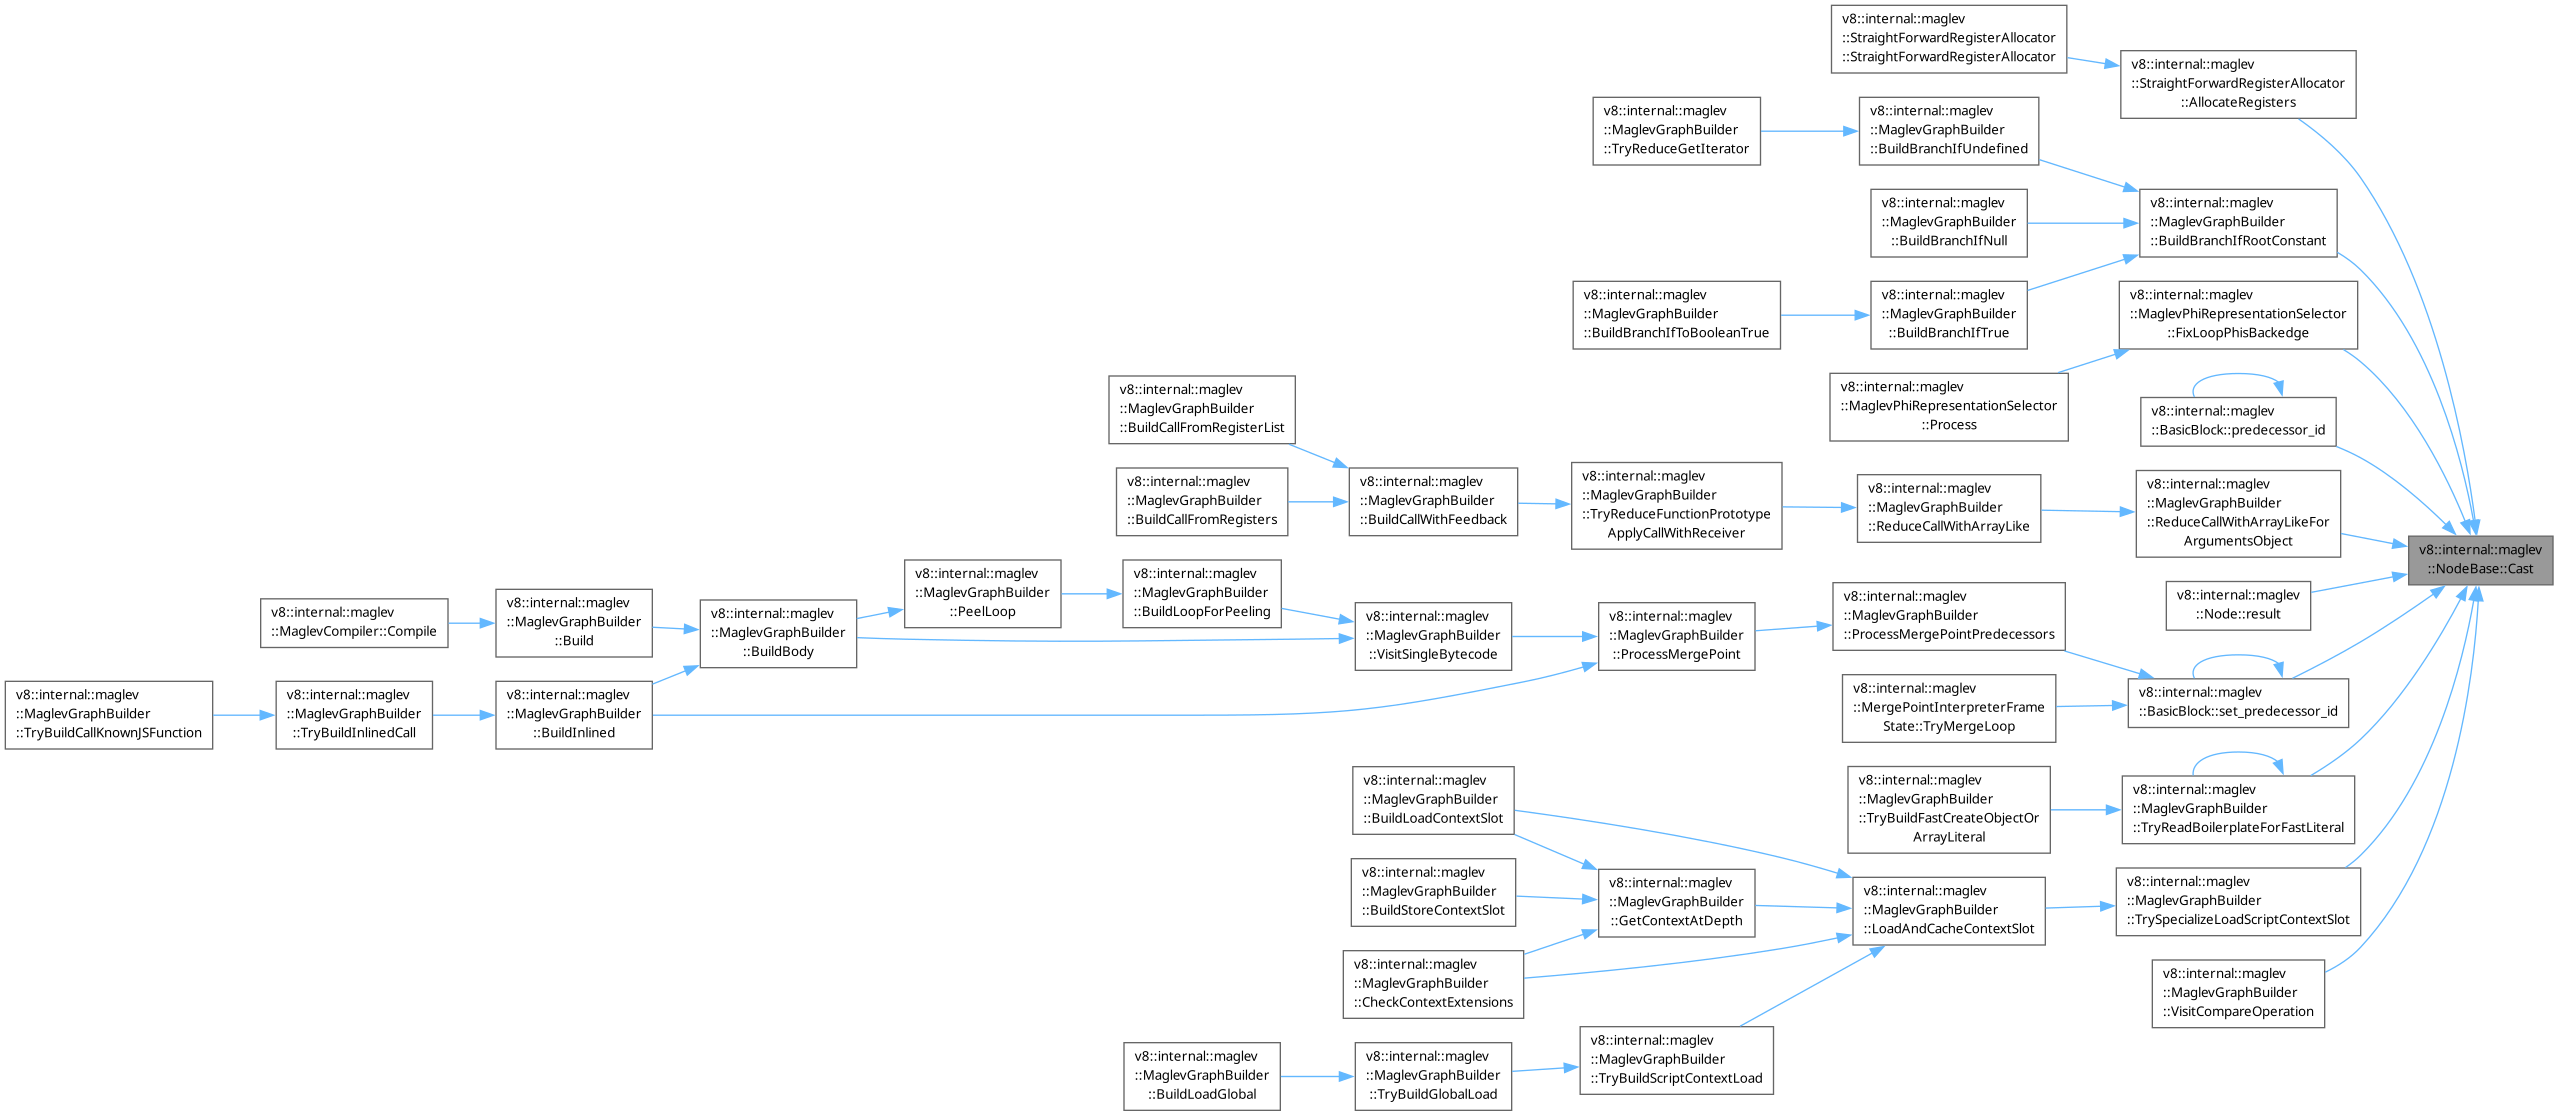 v8::internal::maglev
::StraightForwardRegisterAllocator
::StraightForwardRegisterAllocator
v8::internal::maglev
::StraightForwardRegisterAllocator
::AllocateRegisters
v8::internal::maglev
::MaglevGraphBuilder
::TryReduceGetIterator
v8::internal::maglev
::MaglevGraphBuilder
::BuildBranchIfUndefined
v8::internal::maglev
::MaglevGraphBuilder
::BuildBranchIfNull
v8::internal::maglev
::MaglevGraphBuilder
::BuildBranchIfRootConstant
v8::internal::maglev
::MaglevGraphBuilder
::BuildBranchIfToBooleanTrue
v8::internal::maglev
::MaglevGraphBuilder
::BuildBranchIfTrue
v8::internal::maglev
::MaglevPhiRepresentationSelector
::FixLoopPhisBackedge
v8::internal::maglev
::MaglevPhiRepresentationSelector
::Process
v8::internal::maglev
::BasicBlock::predecessor_id
v8::internal::maglev
::MaglevGraphBuilder
::BuildCallFromRegisterList
v8::internal::maglev
::MaglevGraphBuilder
::BuildCallFromRegisters
v8::internal::maglev
::MaglevGraphBuilder
::BuildCallWithFeedback
v8::internal::maglev
::MaglevGraphBuilder
::TryReduceFunctionPrototype
ApplyCallWithReceiver
v8::internal::maglev
::MaglevGraphBuilder
::ReduceCallWithArrayLike
v8::internal::maglev
::MaglevGraphBuilder
::ReduceCallWithArrayLikeFor
ArgumentsObject
v8::internal::maglev
::NodeBase::Cast
v8::internal::maglev
::Node::result
v8::internal::maglev
::MaglevCompiler::Compile
v8::internal::maglev
::MaglevGraphBuilder
::Build
v8::internal::maglev
::MaglevGraphBuilder
::BuildBody
v8::internal::maglev
::MaglevGraphBuilder
::PeelLoop
v8::internal::maglev
::MaglevGraphBuilder
::BuildLoopForPeeling
v8::internal::maglev
::MaglevGraphBuilder
::VisitSingleBytecode
v8::internal::maglev
::MaglevGraphBuilder
::ProcessMergePoint
v8::internal::maglev
::MaglevGraphBuilder
::ProcessMergePointPredecessors
v8::internal::maglev
::MaglevGraphBuilder
::TryBuildCallKnownJSFunction
v8::internal::maglev
::MaglevGraphBuilder
::TryBuildInlinedCall
v8::internal::maglev
::MaglevGraphBuilder
::BuildInlined
v8::internal::maglev
::MergePointInterpreterFrame
State::TryMergeLoop
v8::internal::maglev
::BasicBlock::set_predecessor_id
v8::internal::maglev
::MaglevGraphBuilder
::TryBuildFastCreateObjectOr
ArrayLiteral
v8::internal::maglev
::MaglevGraphBuilder
::TryReadBoilerplateForFastLiteral
v8::internal::maglev
::MaglevGraphBuilder
::BuildLoadContextSlot
v8::internal::maglev
::MaglevGraphBuilder
::BuildStoreContextSlot
v8::internal::maglev
::MaglevGraphBuilder
::GetContextAtDepth
v8::internal::maglev
::MaglevGraphBuilder
::LoadAndCacheContextSlot
v8::internal::maglev
::MaglevGraphBuilder
::TrySpecializeLoadScriptContextSlot
v8::internal::maglev
::MaglevGraphBuilder
::CheckContextExtensions
v8::internal::maglev
::MaglevGraphBuilder
::VisitCompareOperation
v8::internal::maglev
::MaglevGraphBuilder
::BuildLoadGlobal
v8::internal::maglev
::MaglevGraphBuilder
::TryBuildGlobalLoad
v8::internal::maglev
::MaglevGraphBuilder
::TryBuildScriptContextLoad